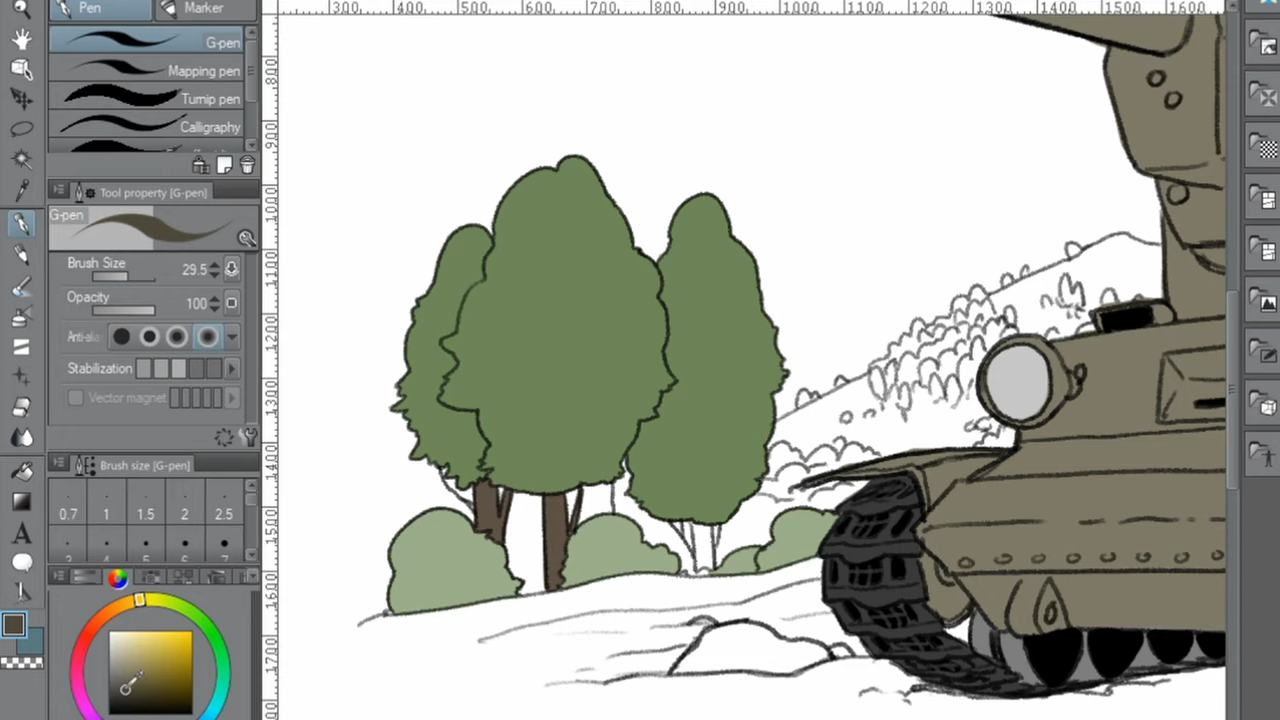 Pen Marker
300 400 500 600 700 800 900 1000 1100 1200 1300 1400 1500 1600
G-pen
Mapping pen
Turnip pen
Calligraphy
Tool property [G-pen]
G-pen
Brush Size 29.5
Opacity 100
Anti-alia
Stabilization
Vector magnet
Brush size [G-pen]
0.7 1 1.5 2 2.5
800
900
1000
1100
1200
1300
1400
1500
1600
1700